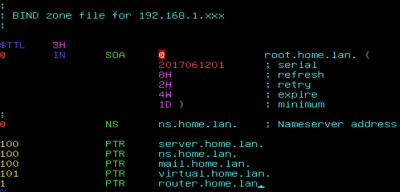 ;
; BIND zone file for 192.168.1.xxx
;
$TTL 3H
@ IN SOA @ root.home.lan. (
2017061201 ; serial
8H ; refresh
2H ; retry
4W ; expire
1D ) ; minimum
;
@ NS ns.home.lan. ; Nameserver address
100 PTR server.home.lan.
100 PTR ns.home.lan.
100 PTR mail.home.lan.
101 PTR virtual.home.lan.
1 PTR router.home.lan.